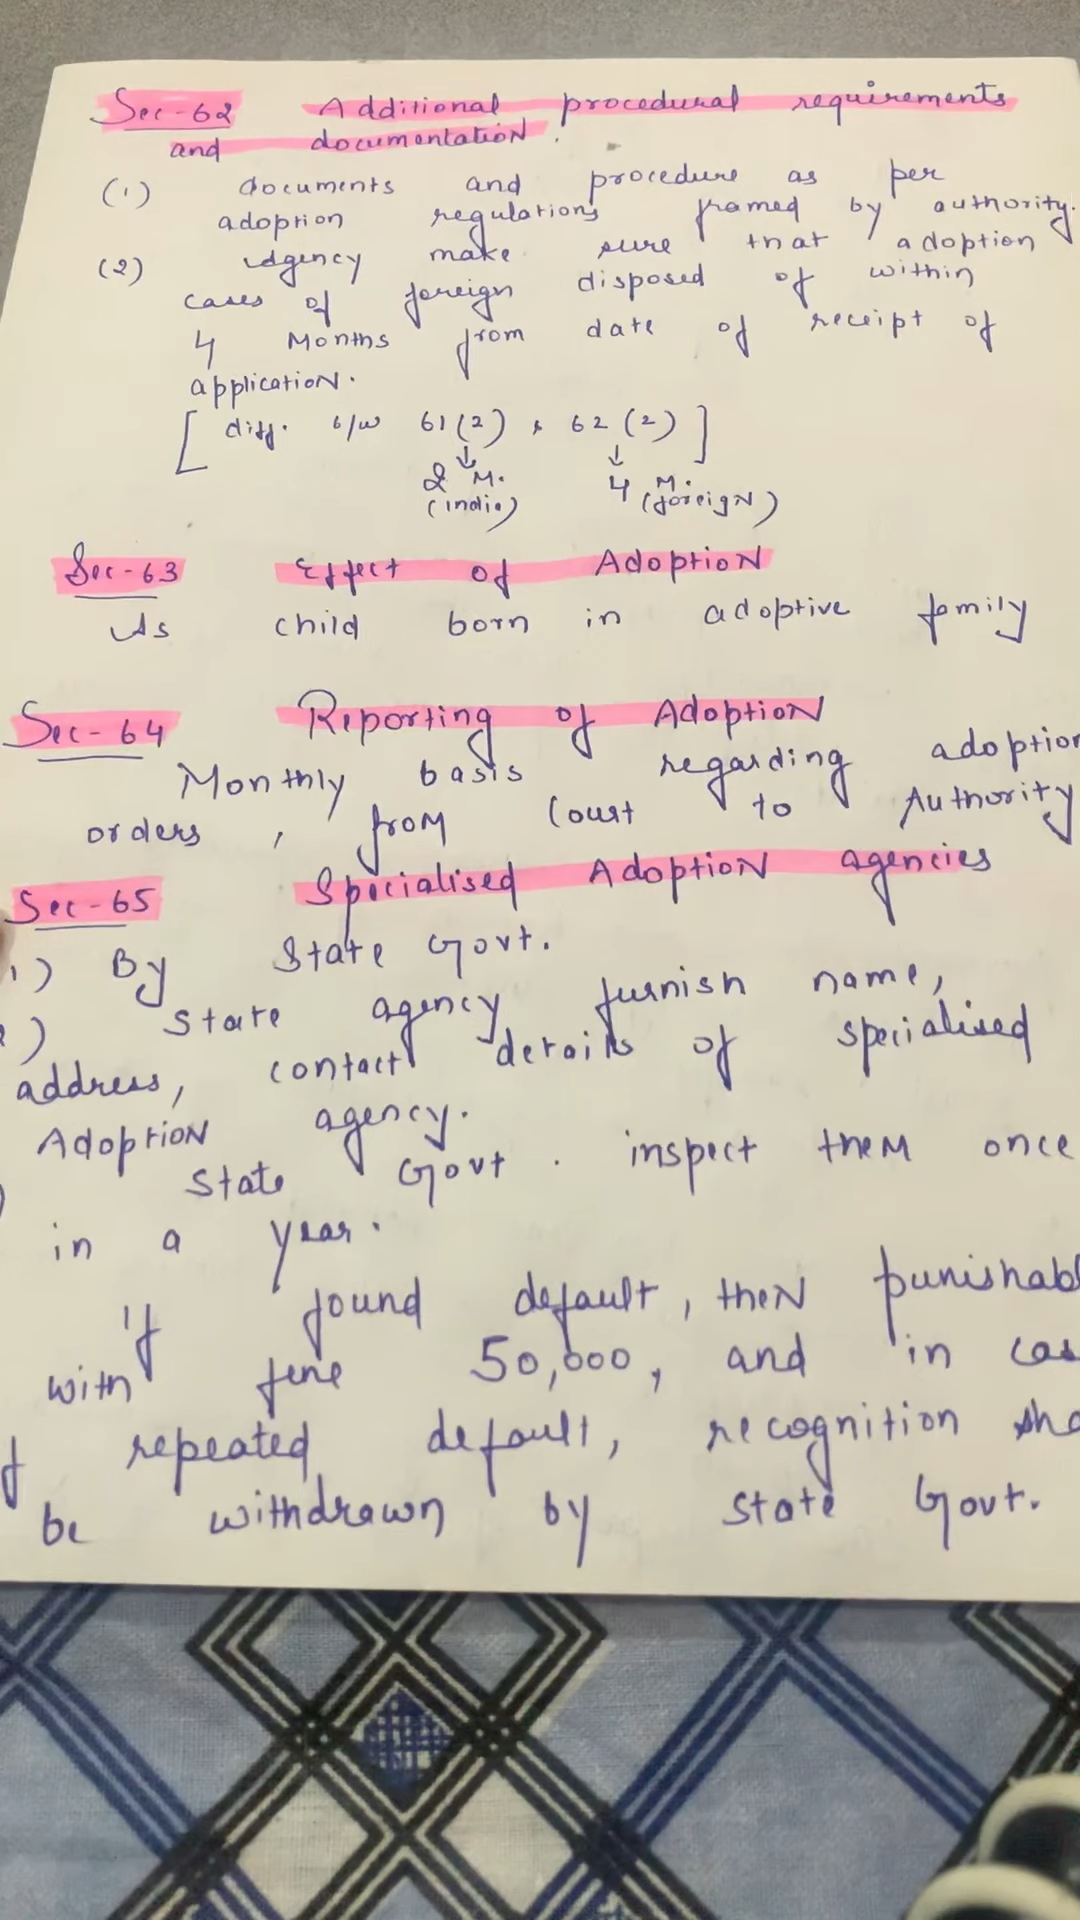 Sec-62 Additional procedural requirements
and documentation.
(1) documents and procedure as per
adoption regulations framed by authority.
(2) Agency make sure that adoption
cases of foreign disposed of within
4 Months from date of receipt of
application.
[ diff. b/w 61(2) & 62(2) ]
↓ ↓
2 M. 4 M.
(india) (foreign)
Sec-63 Effect of Adoption
As child born in adoptive family
Sec-64 Reporting of Adoption
Monthly basis regarding adoption
orders, from Court to Authority
Sec-65 Specialised Adoption agencies
1) By State Govt.
2) State agency furnish name,
address, contact details of specialised
Adoption agency.
) State Govt. inspect them once
in a year.
if found default, then punishabl
with fine 50,000, and in cas
f repeated default, recognition sha
be withdrawn by State Govt.